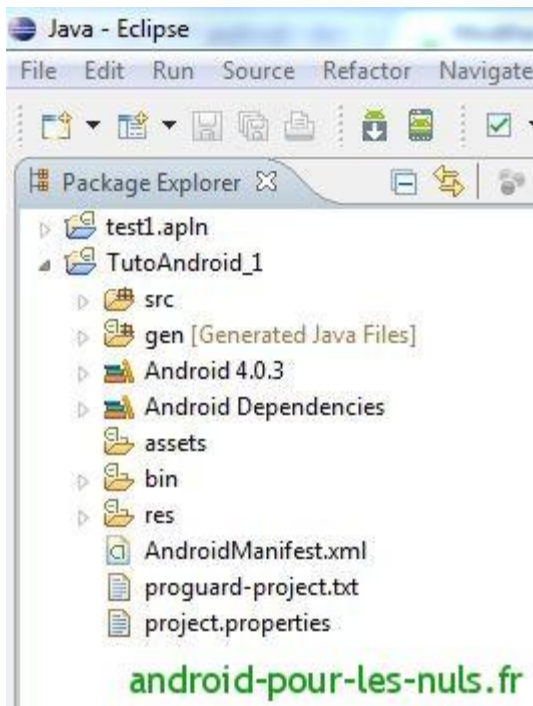 Java - Eclipse
File Edit Run Source Refactor Navigate
Package Explorer
test1.apln
TutoAndroid_1
src
gen [Generated Java Files]
Android 4.0.3
Android Dependencies
assets
bin
res
AndroidManifest.xml
proguard-project.txt
project.properties
android-pour-les-nuls.fr